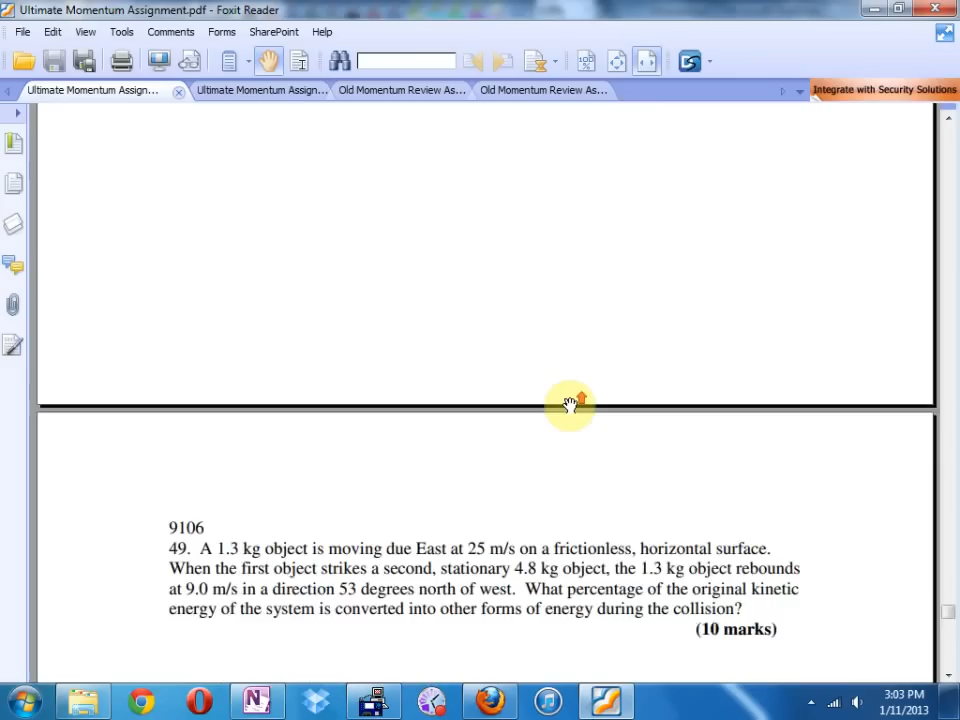 Ultimate Momentum Assignment.pdf - Foxit Reader
File Edit View Tools Comments Forms SharePoint Help
Ultimate Momentum Assign... Ultimate Momentum Assign... Old Momentum Review As... Old Momentum Review As... Integrate with Security Solutions
9106
49. A 1.3 kg object is moving due East at 25 m/s on a frictionless, horizontal surface.
When the first object strikes a second, stationary 4.8 kg object, the 1.3 kg object rebounds
at 9.0 m/s in a direction 53 degrees north of west. What percentage of the original kinetic
energy of the system is converted into other forms of energy during the collision?
(10 marks)
3:03 PM
1/11/2013